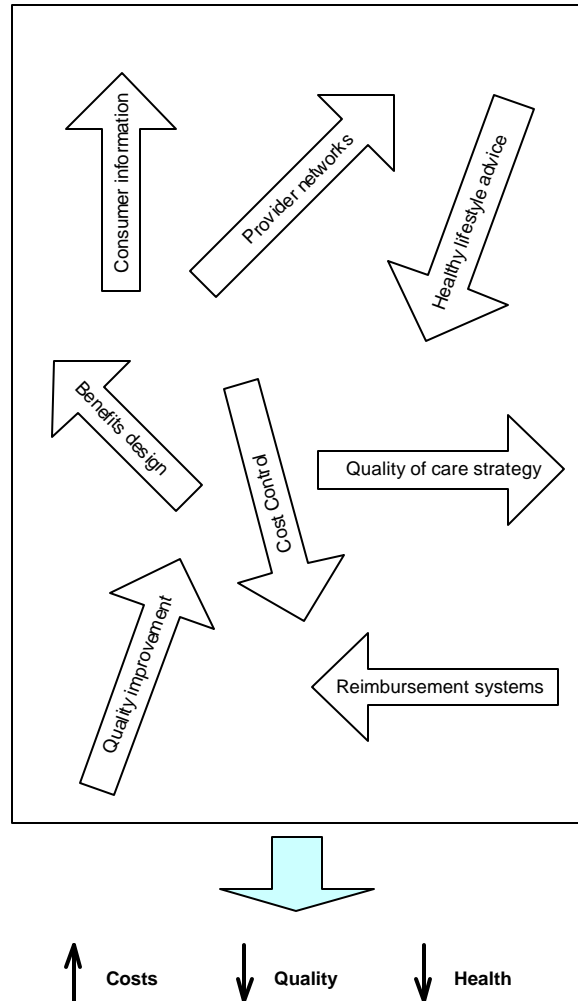 Consumer information
Provider networks
Healthy lifestyle advice
Benefits design
Cost Control
Quality of care strategy
Quality improvement
Reimbursement systems
Costs
Quality
Health